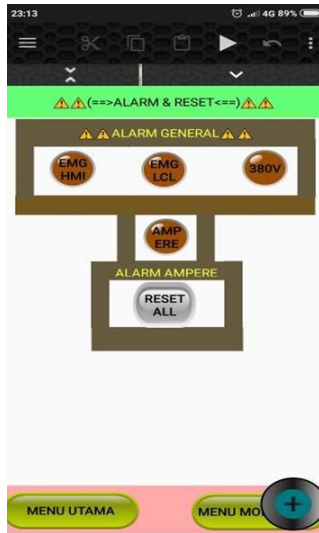 23:13
4G 89%
(==>ALARM & RESET<==)
ALARM GENERAL
EMG
HMI
EMG
LCL
380V
AMP
ERE
ALARM AMPERE
RESET
ALL
MENU UTAMA
MENU MO